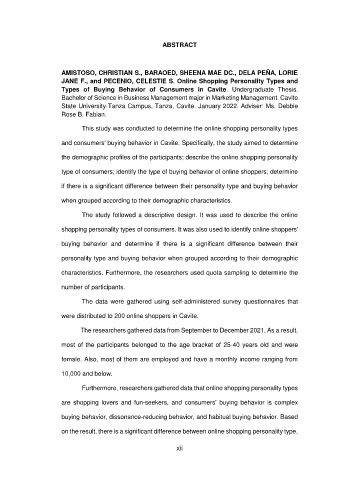 ABSTRACT
AMISTOSO, CHRISTIAN S., BARAOED, SHEENA MAE DC., DELA PEÑA, LORIE
JANE F., and PECENIO, CELESTIE S. Online Shopping Personality Types and
Types of Buying Behavior of Consumers in Cavite. Undergraduate Thesis.
Bachelor of Science in Business Management major in Marketing Management. Cavite
State University-Tanza Campus, Tanza, Cavite. January 2022. Adviser: Ms. Debbie
Rose B. Fabian.
This study was conducted to determine the online shopping personality types
and consumers' buying behavior in Cavite. Specifically, the study aimed to determine
the demographic profiles of the participants; describe the online shopping personality
type of consumers; identify the type of buying behavior of online shoppers; determine
if there is a significant difference between their personality type and buying behavior
when grouped according to their demographic characteristics.
The study followed a descriptive design. It was used to describe the online
shopping personality types of consumers. It was also used to identify online shoppers'
buying behavior and determine if there is a significant difference between their
personality type and buying behavior when grouped according to their demographic
characteristics. Furthermore, the researchers used quota sampling to determine the
number of participants.
The data were gathered using self-administered survey questionnaires that
were distributed to 200 online shoppers in Cavite.
The researchers gathered data from September to December 2021. As a result,
most of the participants belonged to the age bracket of 25-40 years old and were
female. Also, most of them are employed and have a monthly income ranging from
10,000 and below.
Furthermore, researchers gathered data that online shopping personality types
are shopping lovers and fun-seekers, and consumers' buying behavior is complex
buying behavior, dissonance-reducing behavior, and habitual buying behavior. Based
on the result, there is a significant difference between online shopping personality type,
xii